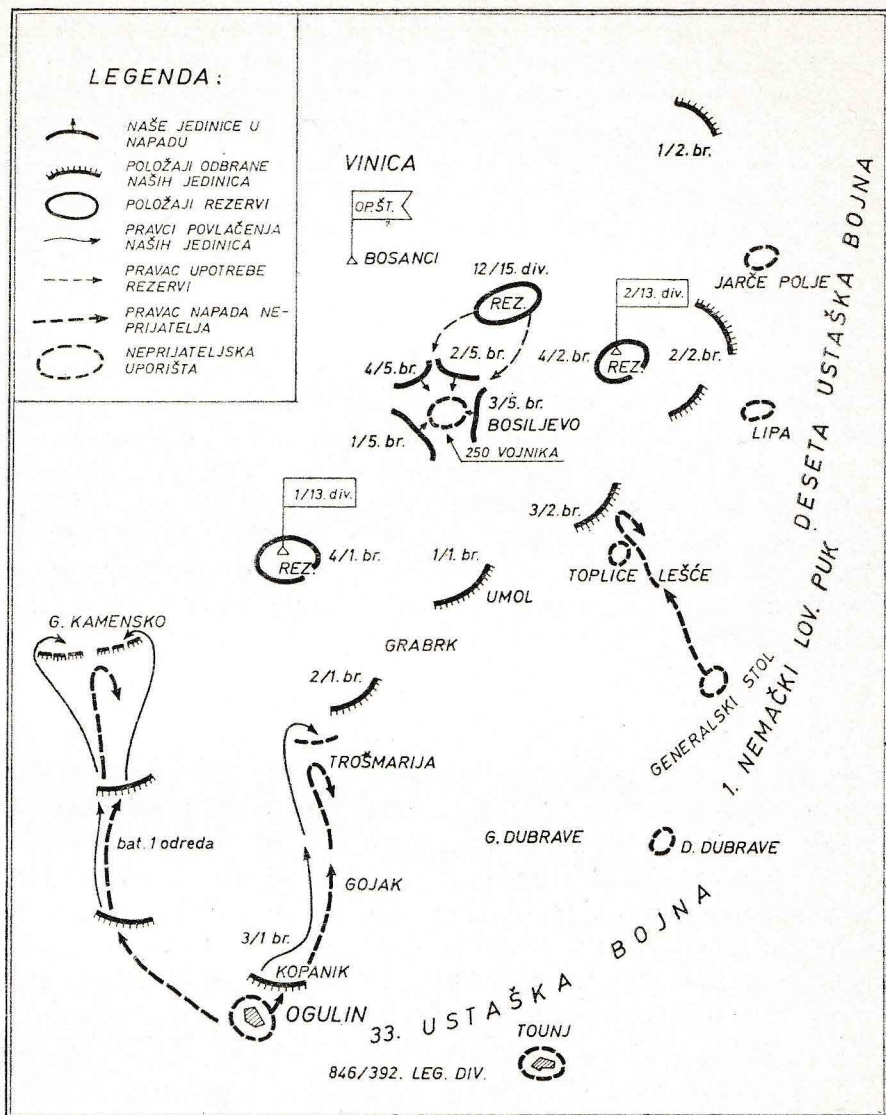 LEGENDA:
NAŠE JEDINICE U
NAPADU
POLOŽAJI ODBRANE
NAŠIH JEDINICA
POLOŽAJI REZERVI
PRAVCI POVLAČENJA
NAŠIH JEDINICA
PRAVAC UPOTREBE
REZERVI
PRAVAC NAPADA NE-
PRIJATELJA
NEPRIJATELJSKA
UPORIŠTA
1/2. br.
VINICA
OP.ŠT.
BOSANCI
12/15. div.
REZ.
JARČE POLJE
2/13. div.
4/5. br.
2/5. br.
4/2. br.
REZ.
2/2. br.
3/5. br.
BOSILJEVO
LIPA
1/5. br.
250 VOJNIKA
DESETA USTAŠKA BOJNA
1/13. div.
3/2. br.
REZ.
4/1. br.
1/1. br.
TOPLICE LEŠĆE
UMOL
G. KAMENSKO
GRABRK
2/1. br.
GENERALSKI STOL
1. NEMAČKI LOV. PUK
TROŠMARIJA
bat. 1 odreda
G. DUBRAVE
D. DUBRAVE
GOJAK
3/1 br.
KOPANIK
OGULIN
33. USTAŠKA BOJNA
TOUNJ
846/392. LEG. DIV.